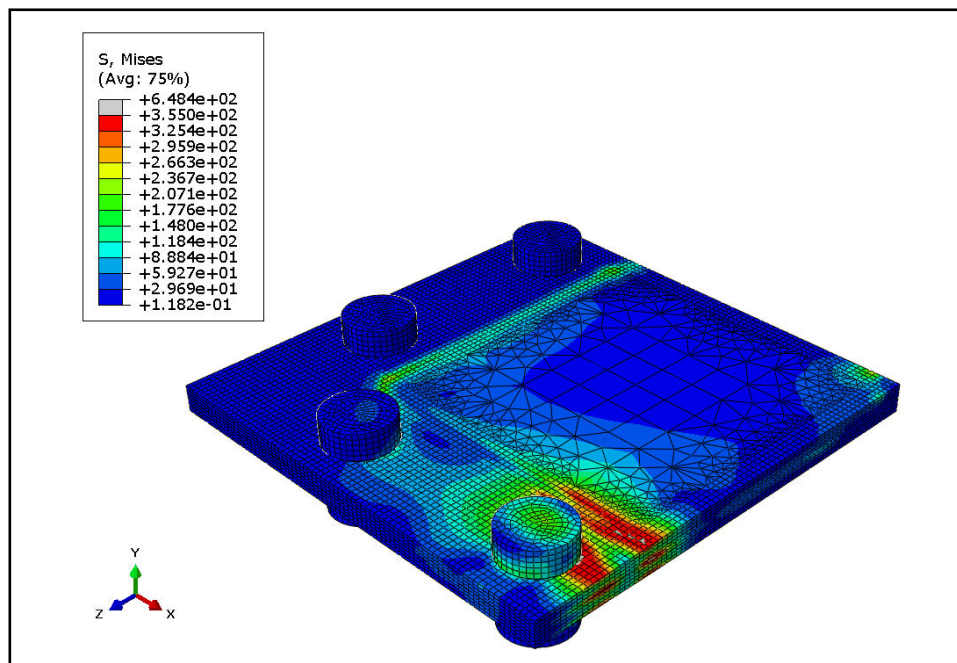 S, Mises
(Avg: 75%)
+6.484e+02
+3.550e+02
+3.254e+02
+2.959e+02
+2.663e+02
+2.367e+02
+2.071e+02
+1.776e+02
+1.480e+02
+1.184e+02
+8.884e+01
+5.927e+01
+2.969e+01
+1.182e-01
Y
Z
X